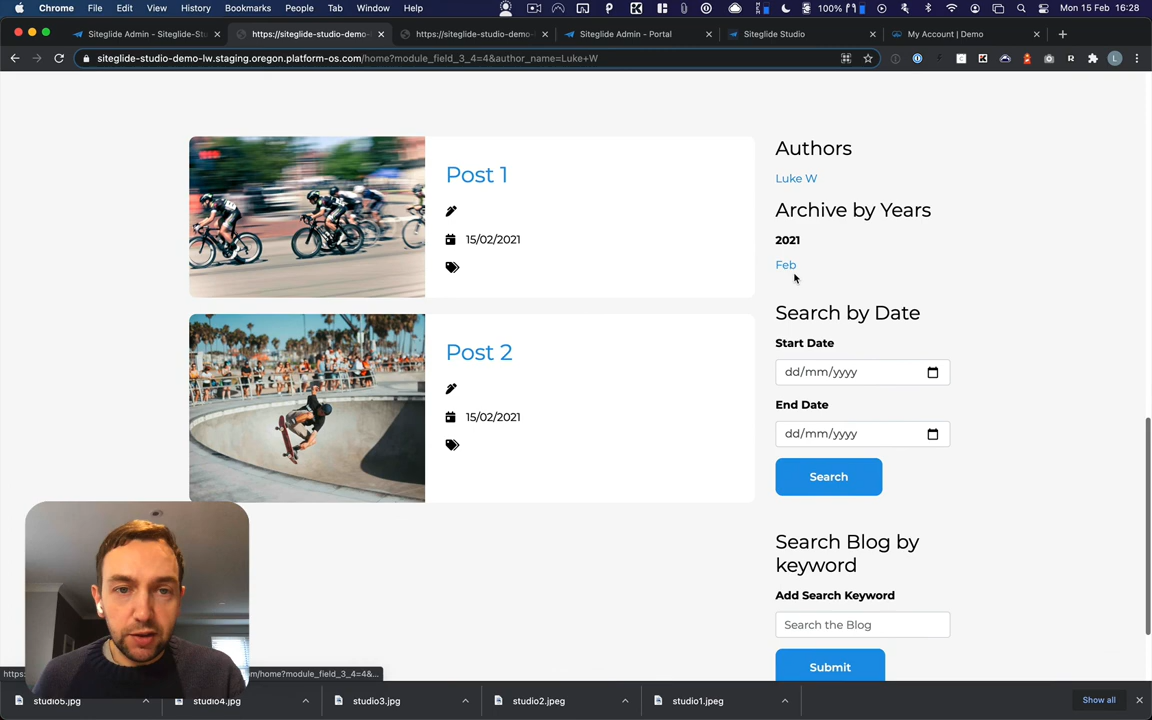 Chrome File Edit View History Bookmarks People Tab Window Help 100% Mon 15 Feb 16:28
Siteglide Admin - Siteglide-Stu
https://siteglide-studio-demo-
https://siteglide-studio-demo-
Siteglide Admin - Portal
Siteglide Studio
My Account | Demo
siteglide-studio-demo-lw.staging.oregon.platform-os.com/home?module_field_3_4=4&author_name=Luke+W
Post 1
15/02/2021
Post 2
15/02/2021
Authors
Luke W
Archive by Years
2021
Feb
Search by Date
Start Date
dd/mm/yyyy
End Date
dd/mm/yyyy
Search
Search Blog by
keyword
Add Search Keyword
Search the Blog
Submit
https: m/home?module_field_3_4=4&...
studio5.jpg
studio4.jpg
studio3.jpg
studio2.jpeg
studio1.jpeg
Show all